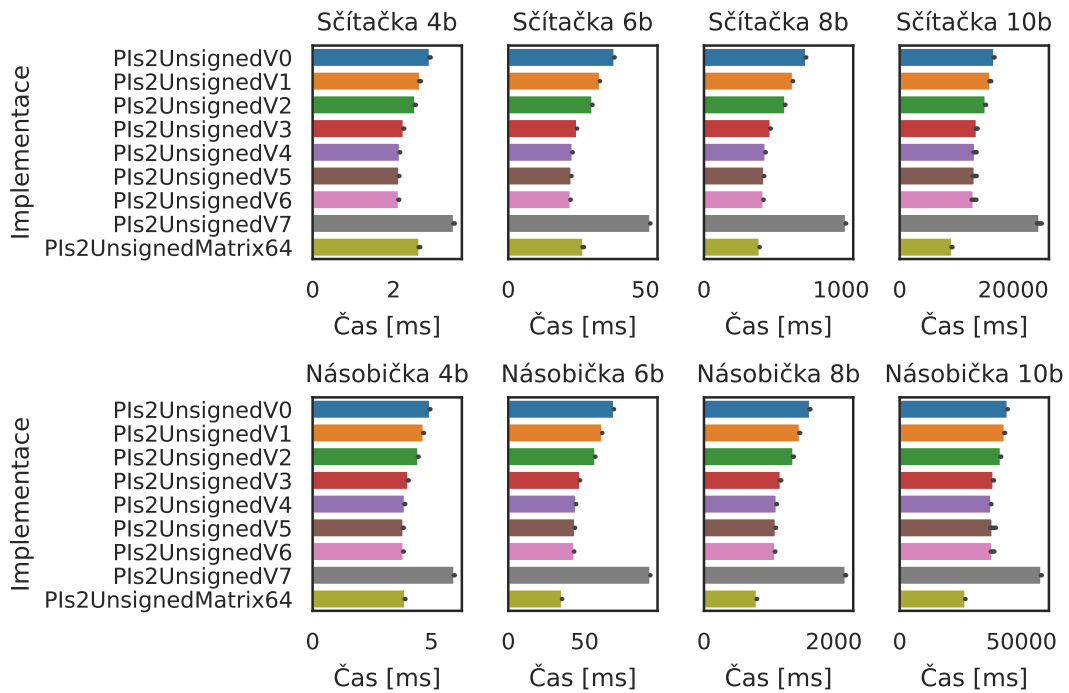 Sčítačka 4b Sčítačka 6b Sčítačka 8b Sčítačka 10b
Implementace
PIs2UnsignedV0
PIs2UnsignedV1
PIs2UnsignedV2
PIs2UnsignedV3
PIs2UnsignedV4
PIs2UnsignedV5
PIs2UnsignedV6
PIs2UnsignedV7
PIs2UnsignedMatrix64
0 2 0 50 0 1000 0 20000
Čas [ms] Čas [ms] Čas [ms] Čas [ms]
Násobička 4b Násobička 6b Násobička 8b Násobička 10b
Implementace
PIs2UnsignedV0
PIs2UnsignedV1
PIs2UnsignedV2
PIs2UnsignedV3
PIs2UnsignedV4
PIs2UnsignedV5
PIs2UnsignedV6
PIs2UnsignedV7
PIs2UnsignedMatrix64
0 5 0 50 0 2000 0 50000
Čas [ms] Čas [ms] Čas [ms] Čas [ms]